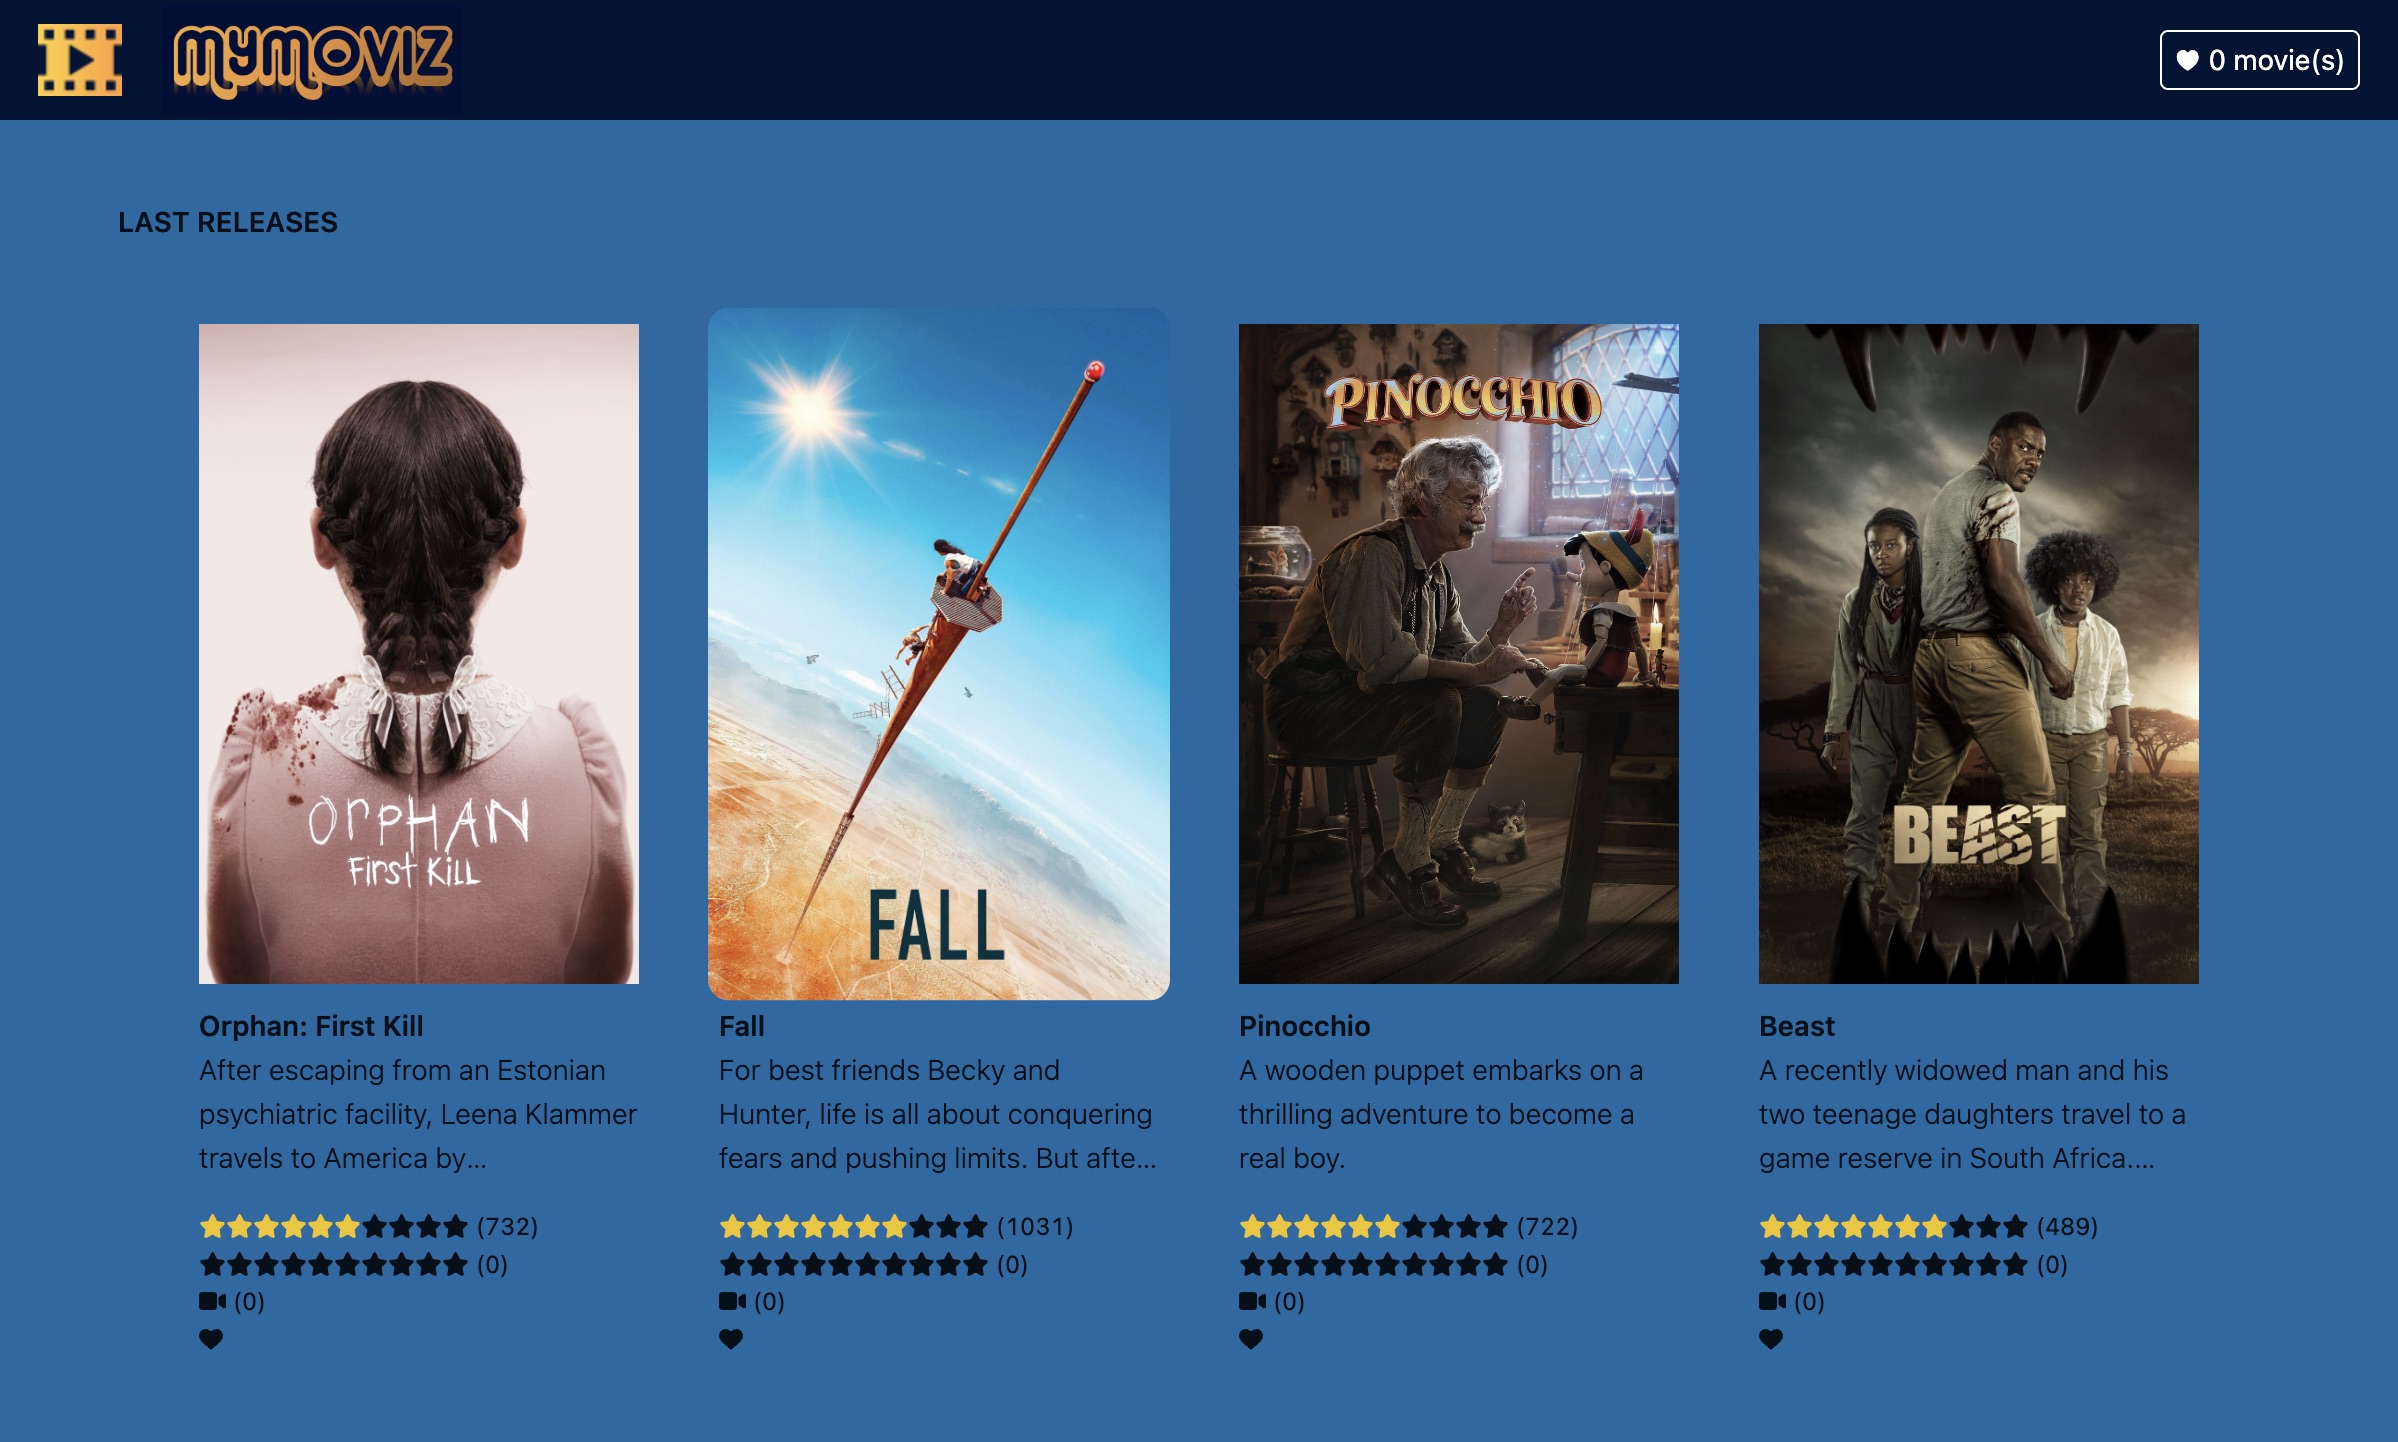 MYMOVIZ
0 movie(s)
LAST RELEASES
OrPHAN
First Kill
FALL
PINOCCHIO
BEAST
Orphan: First Kill
After escaping from an Estonian
psychiatric facility, Leena Klammer
travels to America by...
(732)
(0)
(0)
Fall
For best friends Becky and
Hunter, life is all about conquering
fears and pushing limits. But afte...
(1031)
(0)
(0)
Pinocchio
A wooden puppet embarks on a
thrilling adventure to become a
real boy.
(722)
(0)
(0)
Beast
A recently widowed man and his
two teenage daughters travel to a
game reserve in South Africa....
(489)
(0)
(0)